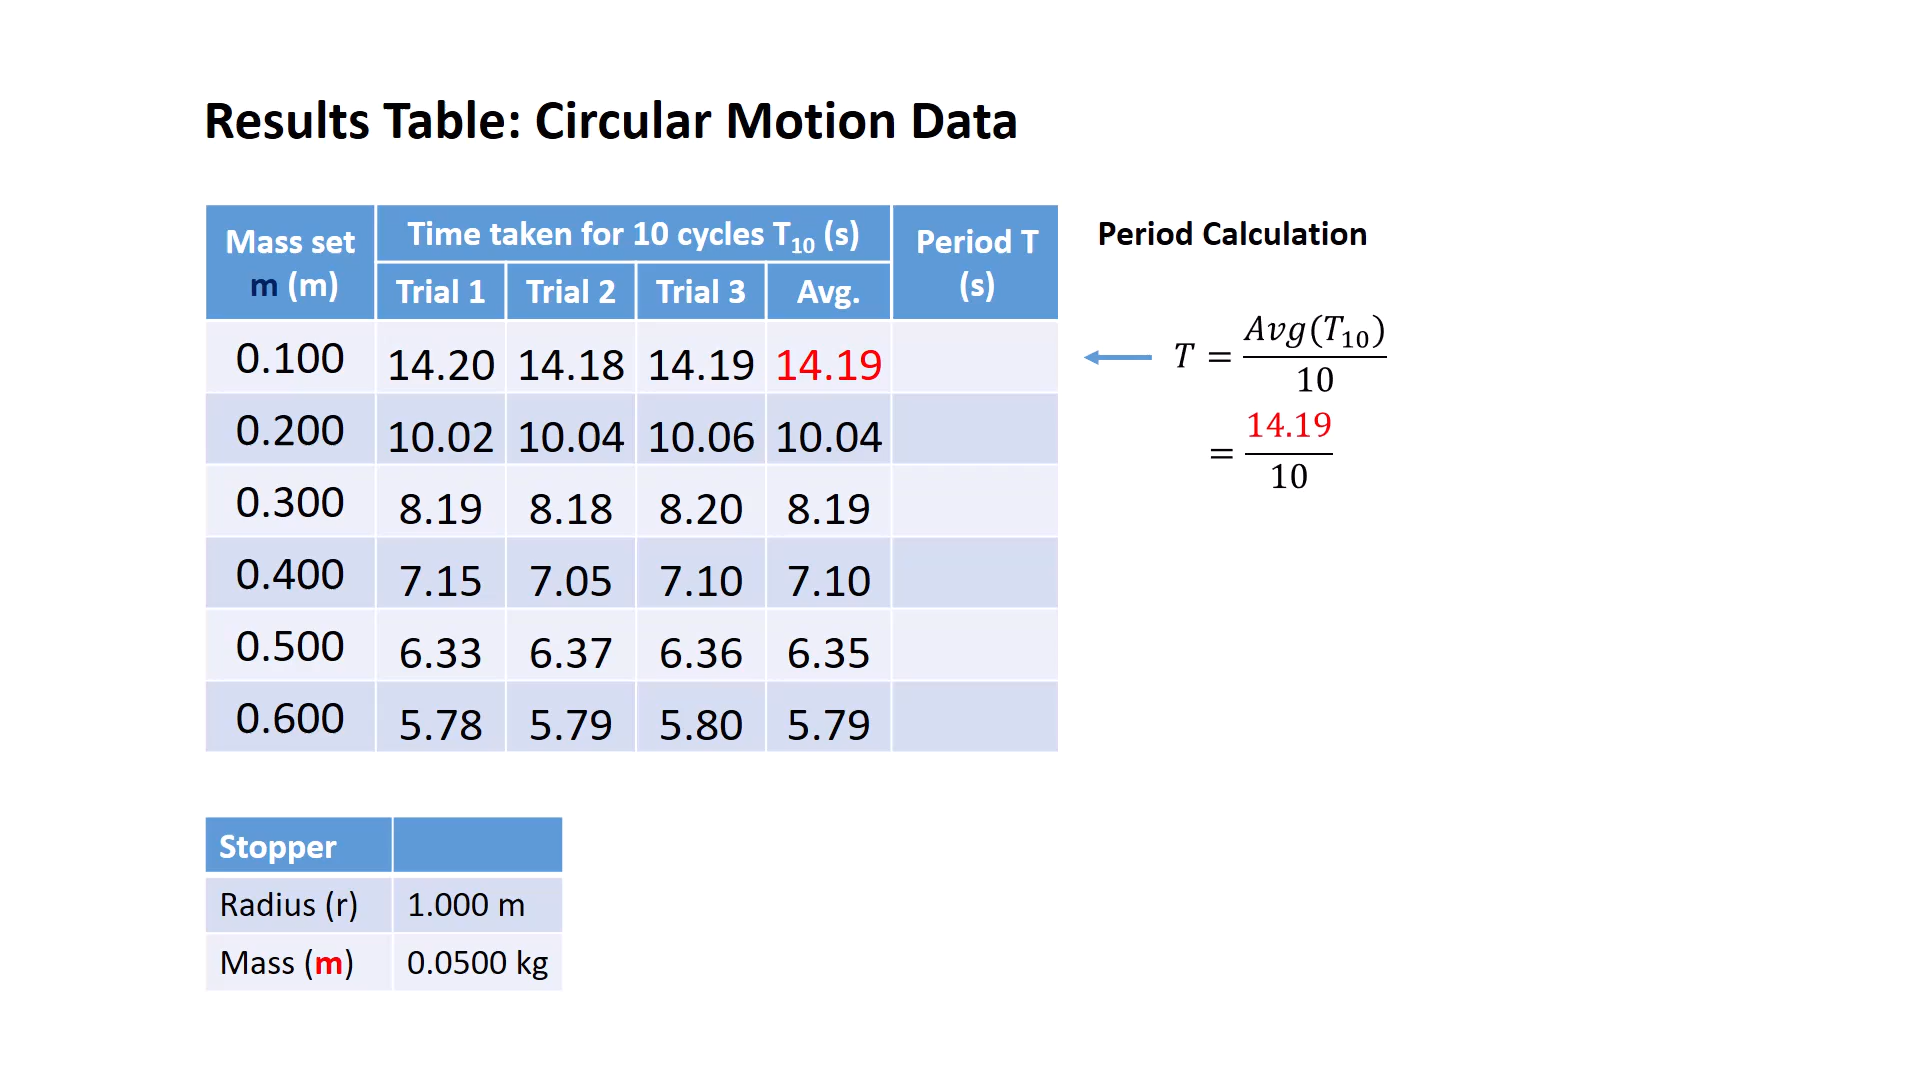 Results Table: Circular Motion Data
Mass set m (m) Time taken for 10 cycles T₁₀ (s) Period T (s)
Trial 1 Trial 2 Trial 3 Avg.
0.100 14.20 14.18 14.19 14.19
0.200 10.02 10.04 10.06 10.04
0.300 8.19 8.18 8.20 8.19
0.400 7.15 7.05 7.10 7.10
0.500 6.33 6.37 6.36 6.35
0.600 5.78 5.79 5.80 5.79
Period Calculation
T = Avg(T₁₀) / 10
= 14.19 / 10
Stopper
Radius (r) 1.000 m
Mass (m) 0.0500 kg